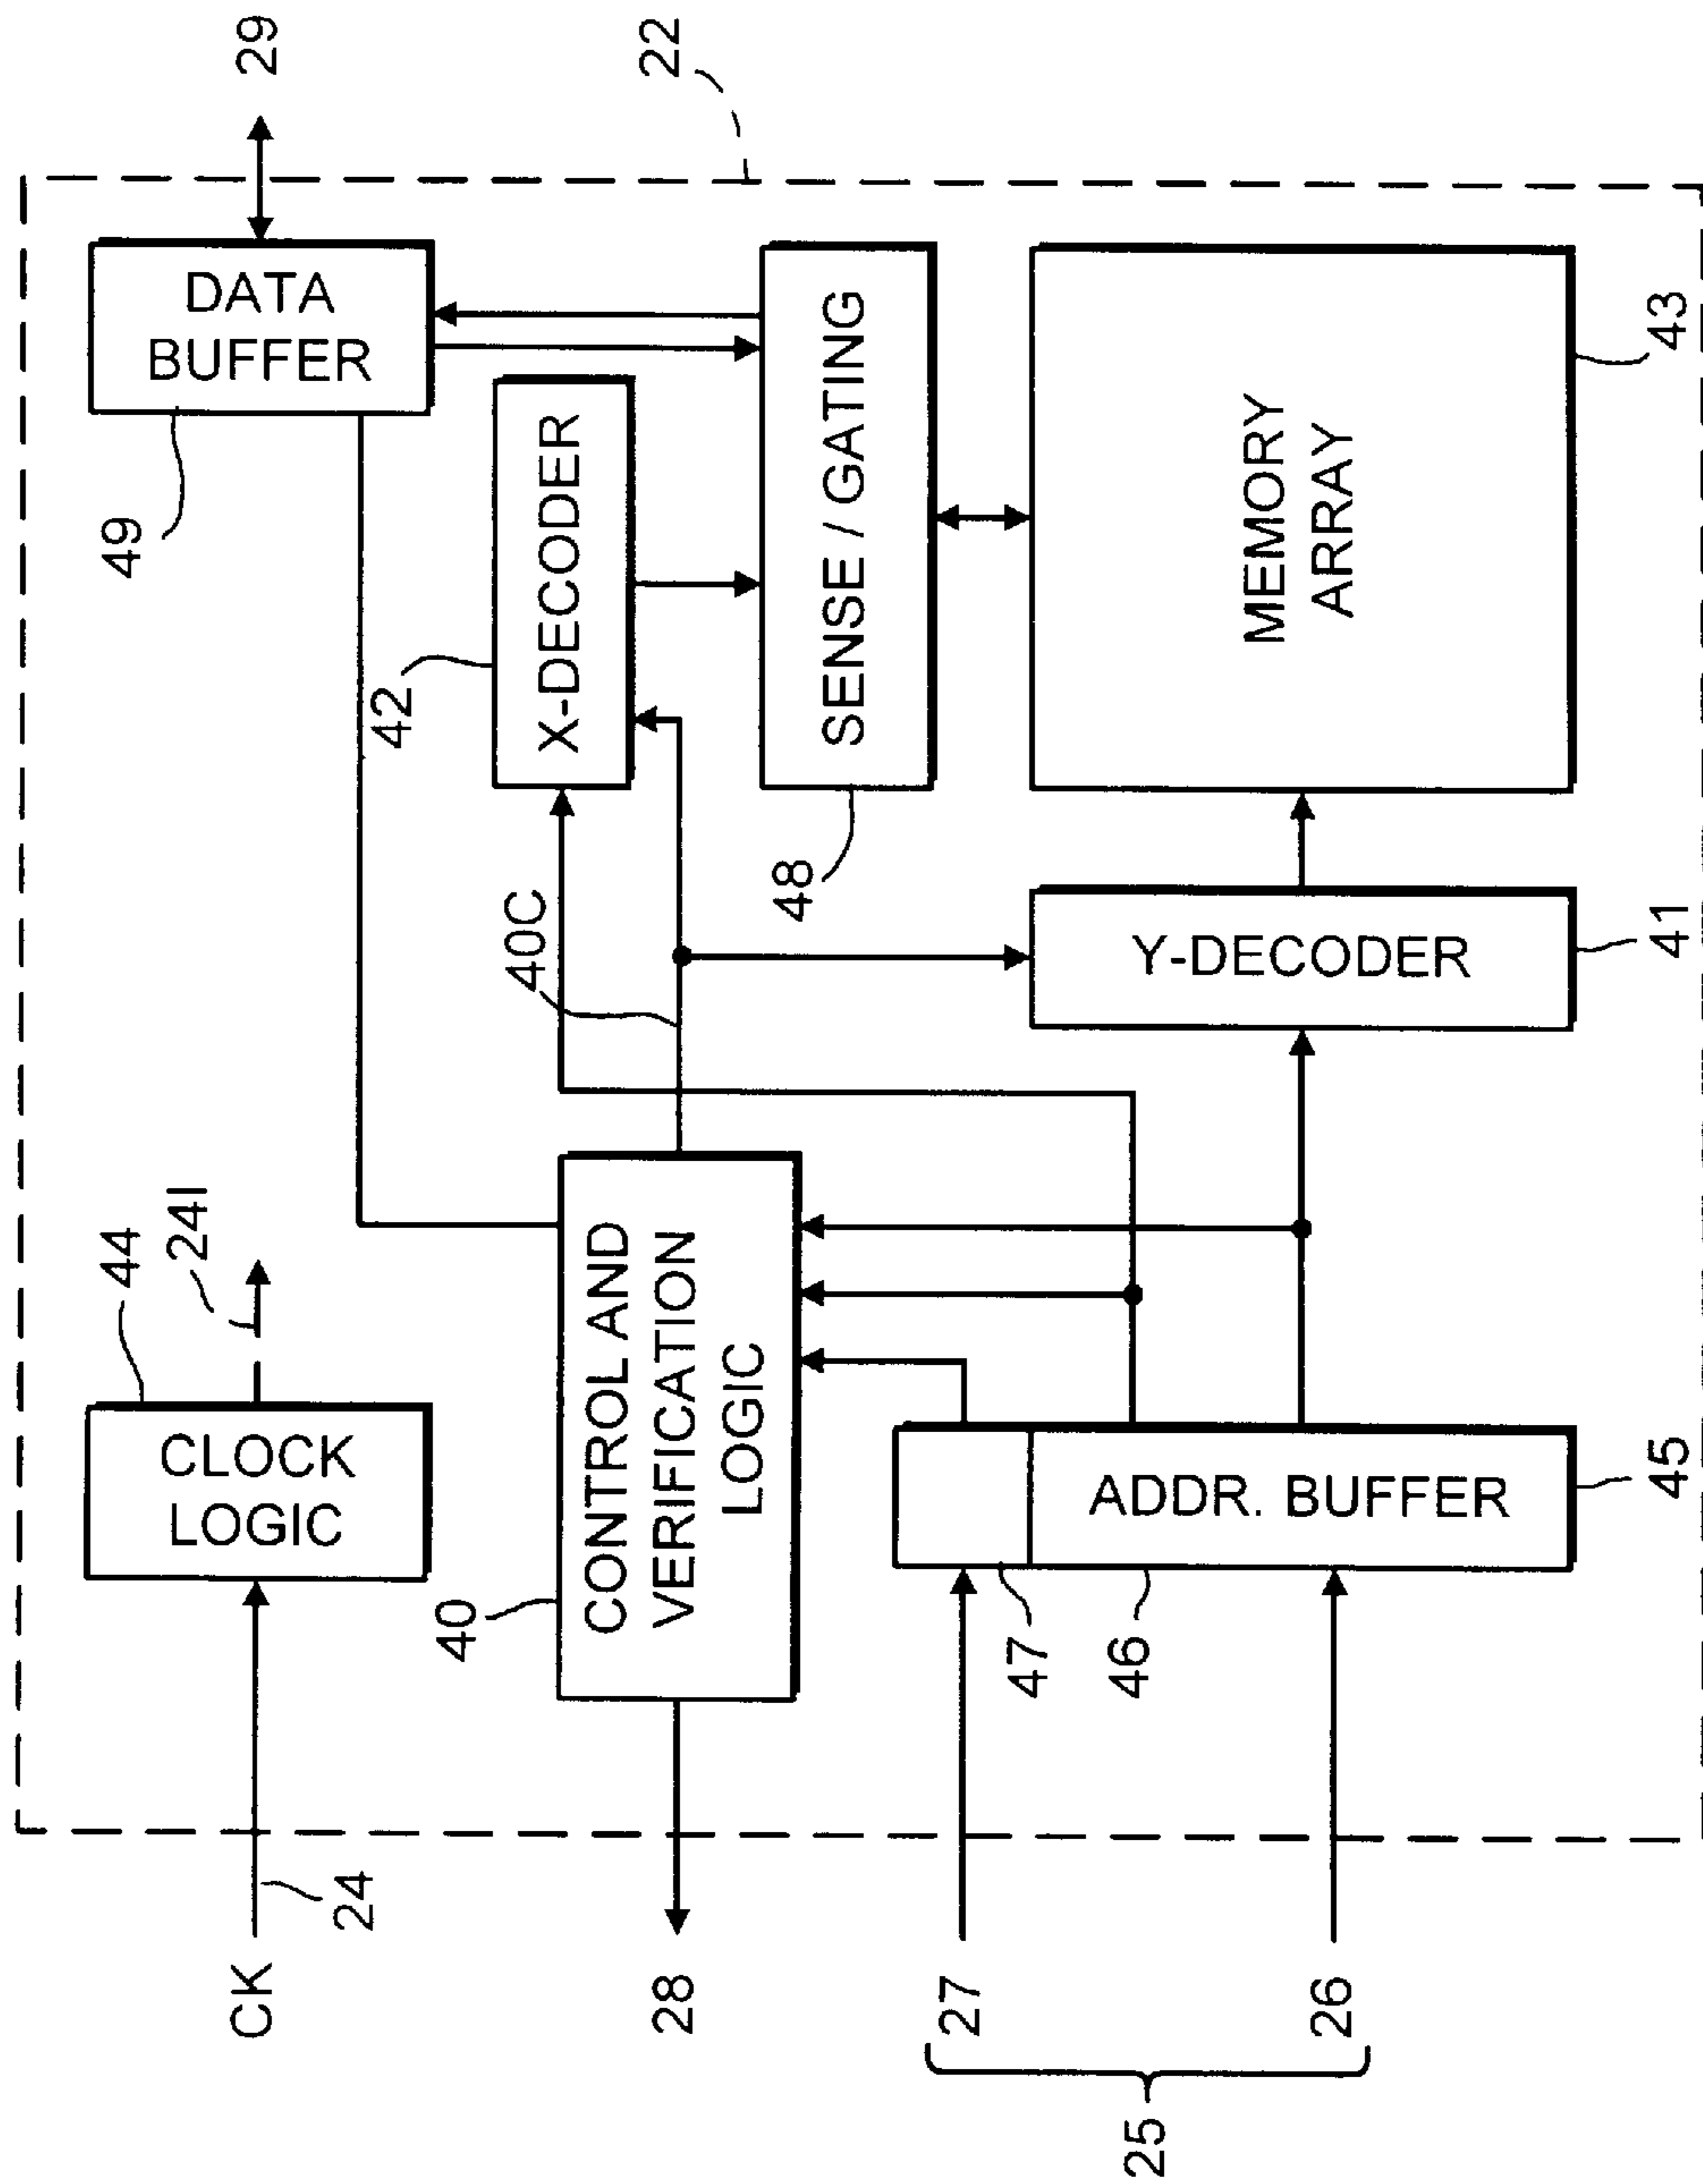 22
29
DATA
BUFFER
49
44
24I
CLOCK
LOGIC
CK
24
42
X-DECODER
40C
40
CONTROL AND
VERIFICATION
LOGIC
28
SENSE / GATING
48
27
47
46
ADDR. BUFFER
45
26
25
Y-DECODER
41
MEMORY
ARRAY
43